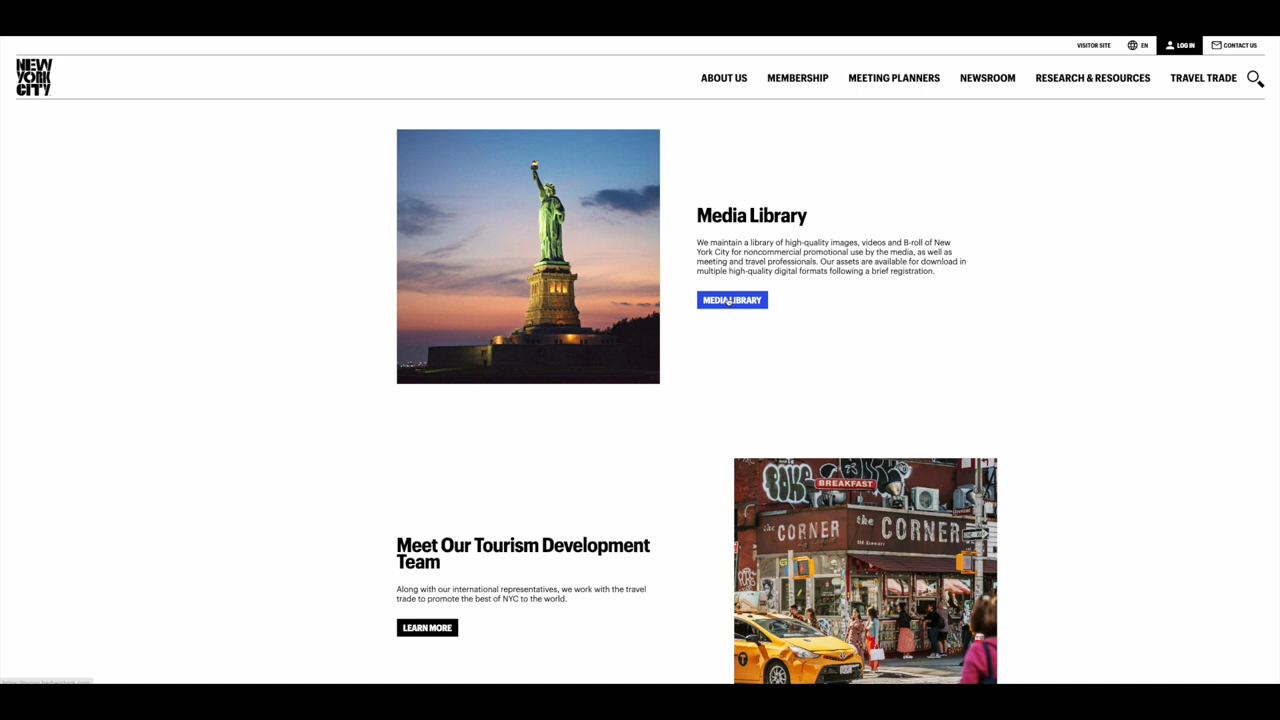 VISITOR SITE
EN
LOG IN
CONTACT US
NEW
YORK
CITY
ABOUT US
MEMBERSHIP
MEETING PLANNERS
NEWSROOM
RESEARCH & RESOURCES
TRAVEL TRADE
Media Library
We maintain a library of high-quality images, videos and B-roll of New
York City for noncommercial promotional use by the media, as well as
meeting and travel professionals. Our assets are available for download in
multiple high-quality digital formats following a brief registration.
MEDIA LIBRARY
BREAKFAST
the CORNER
the CORNER
Meet Our Tourism Development
Team
Along with our international representatives, we work with the travel
trade to promote the best of NYC to the world.
LEARN MORE